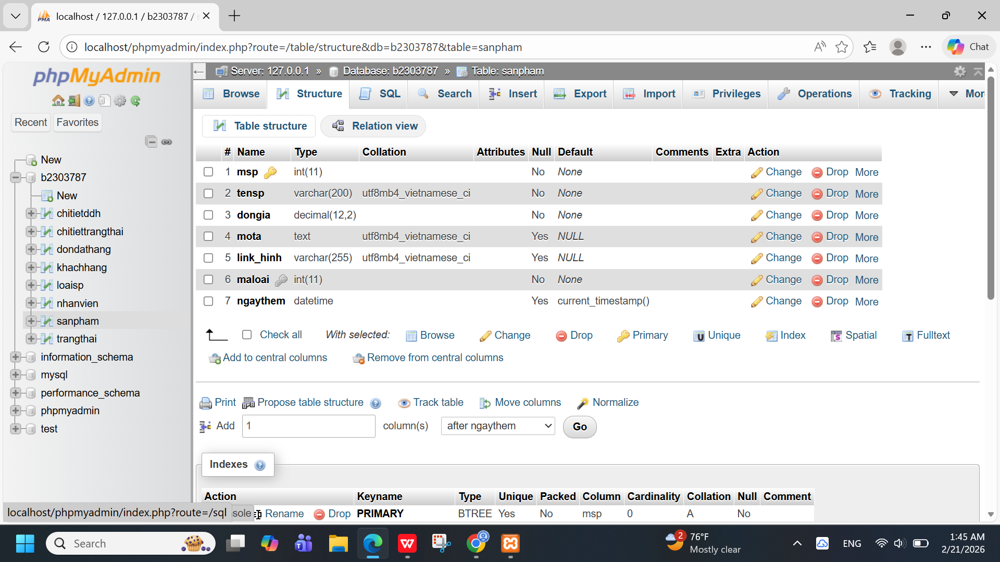 localhost / 127.0.0.1 / b2303787 /
localhost/phpmyadmin/index.php?route=/table/structure&db=b2303787&table=sanpham
Chat
phpMyAdmin
Recent Favorites
New
b2303787
New
chitietddh
chitiettrangthai
dondathang
khachhang
loaisp
nhanvien
sanpham
trangthai
information_schema
mysql
performance_schema
phpmyadmin
test
Server: 127.0.0.1 » Database: b2303787 » Table: sanpham
Browse Structure SQL Search Insert Export Import Privileges Operations Tracking Mor
Table structure Relation view
# Name Type Collation Attributes Null Default Comments Extra Action
1 msp int(11) No None Change Drop More
2 tensp varchar(200) utf8mb4_vietnamese_ci No None Change Drop More
3 dongia decimal(12,2) No None Change Drop More
4 mota text utf8mb4_vietnamese_ci Yes NULL Change Drop More
5 link_hinh varchar(255) utf8mb4_vietnamese_ci Yes NULL Change Drop More
6 maloai int(11) No None Change Drop More
7 ngaythem datetime Yes current_timestamp() Change Drop More
Check all With selected: Browse Change Drop Primary Unique Index Spatial Fulltext
Add to central columns Remove from central columns
Print Propose table structure Track table Move columns Normalize
Add 1 column(s) after ngaythem Go
Indexes
Action Keyname Type Unique Packed Column Cardinality Collation Null Comment
sole Rename Drop PRIMARY BTREE Yes No msp 0 A No
localhost/phpmyadmin/index.php?route=/sql
Search
2
76°F
Mostly clear
ENG
1:45 AM
2/21/2026